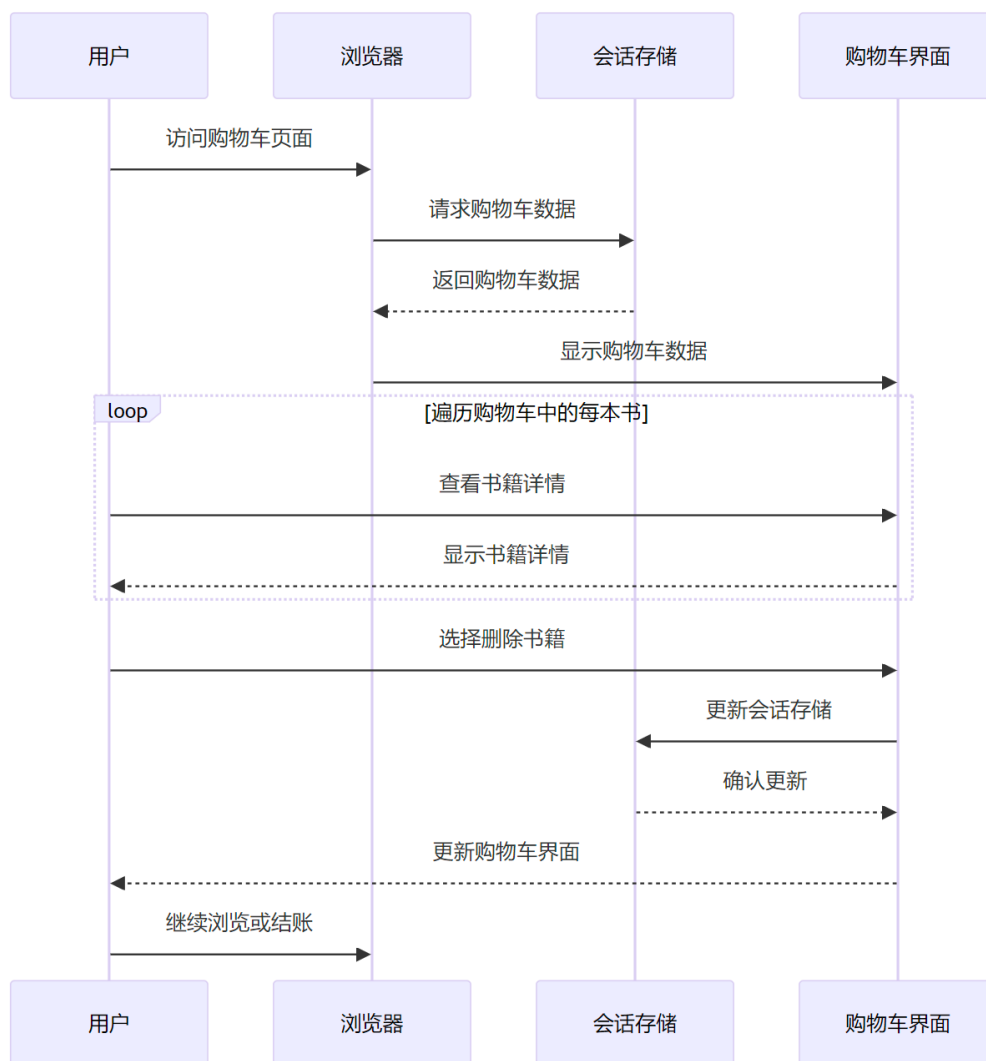 用户
浏览器
会话存储
购物车界面
访问购物车页面
请求购物车数据
返回购物车数据
显示购物车数据
loop
[遍历购物车中的每本书]
查看书籍详情
显示书籍详情
选择删除书籍
更新会话存储
确认更新
更新购物车界面
继续浏览或结账
用户
浏览器
会话存储
购物车界面